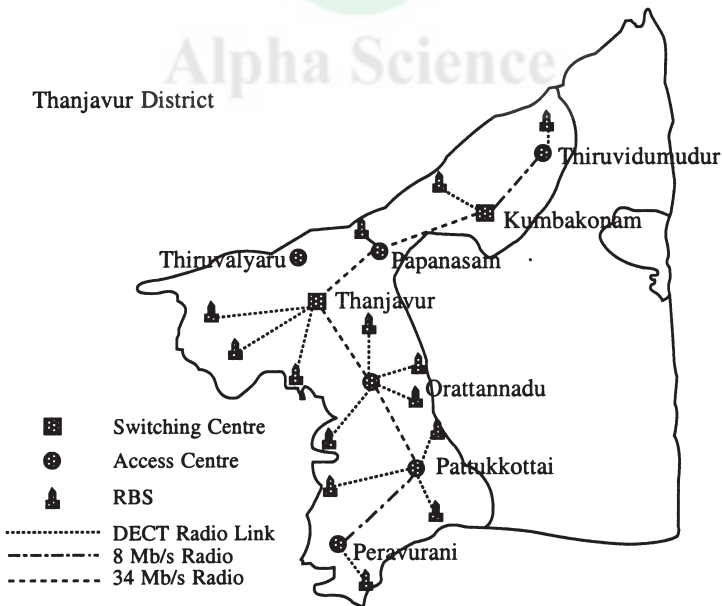 Alpha Science
Thanjavur District
Thiruvidumudur
Kumbakonam
Thiruvalyaru
Papanasam
Thanjavur
Orattannadu
Switching Centre
Access Centre
Pattukkottai
RBS
DECT Radio Link
8 Mb/s Radio
Peravurani
34 Mb/s Radio